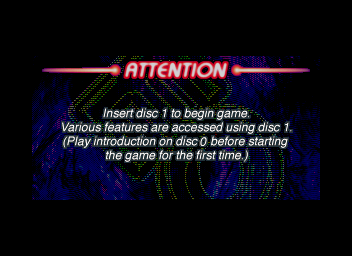 ATTENTION
Insert disc 1 to begin game.
Various features are accessed using disc 1.
(Play introduction on disc 0 before starting
the game for the first time.)